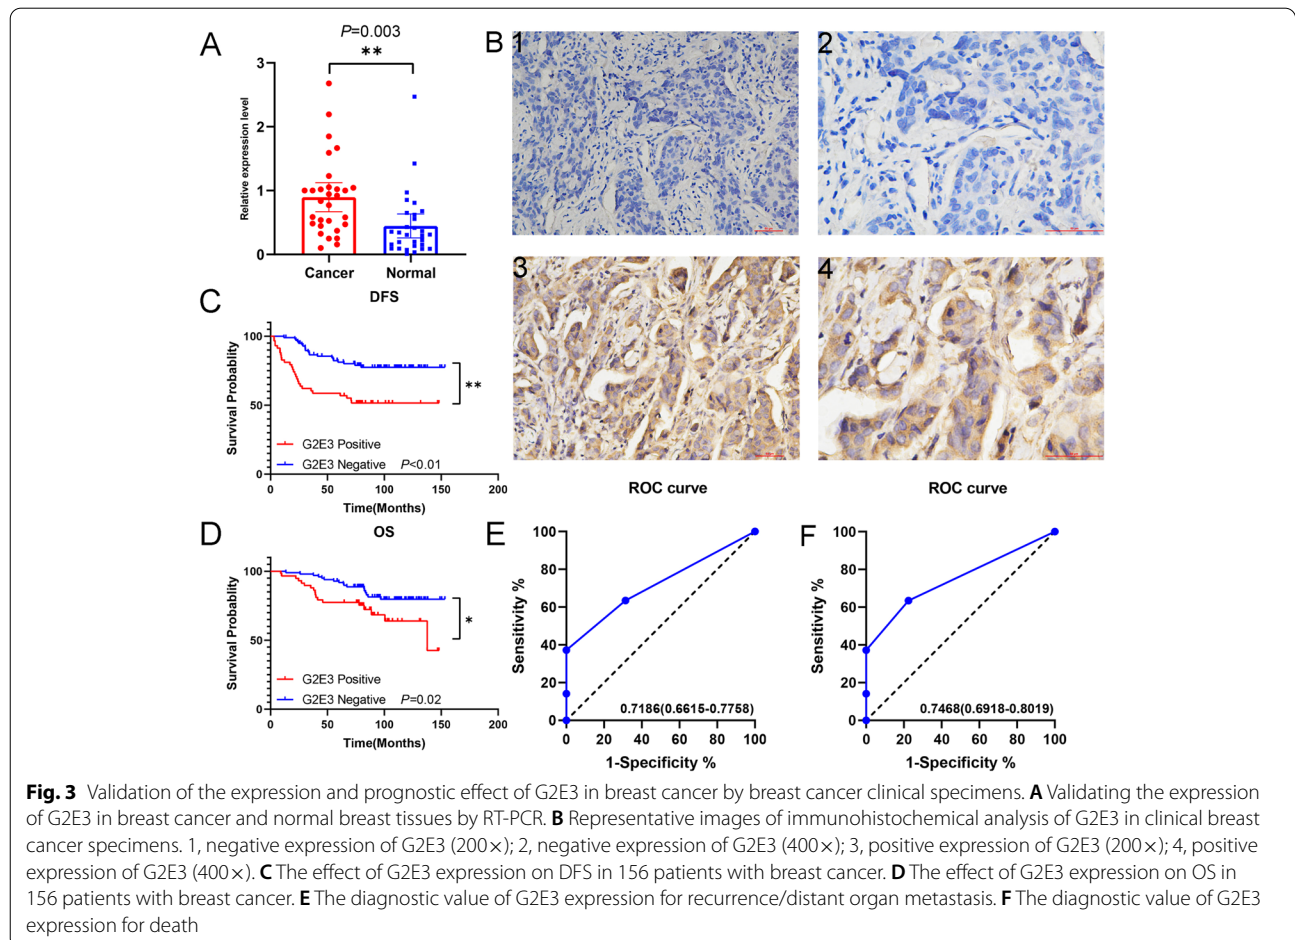 A
P=0.003
**
Relative expression level
3
2
1
0
Cancer
Normal
B
1
2
3
4
C
DFS
Survival Probablity
100
50
0
**
G2E3 Positive
G2E3 Negative P<0.01
0 50 100 150 200
Time(Months)
D
OS
Survival Probablity
100
50
0
*
G2E3 Positive
G2E3 Negative P=0.02
0 50 100 150 200
Time(Months)
E
ROC curve
Sensitivity %
100
80
60
40
20
0
0.7186(0.6615-0.7758)
0 20 40 60 80 100
1-Specificity %
F
ROC curve
Sensitivity %
100
80
60
40
20
0
0.7468(0.6918-0.8019)
0 20 40 60 80 100
1-Specificity %
Fig. 3 Validation of the expression and prognostic effect of G2E3 in breast cancer by breast cancer clinical specimens. A Validating the expression
of G2E3 in breast cancer and normal breast tissues by RT-PCR. B Representative images of immunohistochemical analysis of G2E3 in clinical breast
cancer specimens. 1, negative expression of G2E3 (200×); 2, negative expression of G2E3 (400×); 3, positive expression of G2E3 (200×); 4, positive
expression of G2E3 (400×). C The effect of G2E3 expression on DFS in 156 patients with breast cancer. D The effect of G2E3 expression on OS in
156 patients with breast cancer. E The diagnostic value of G2E3 expression for recurrence/distant organ metastasis. F The diagnostic value of G2E3
expression for death